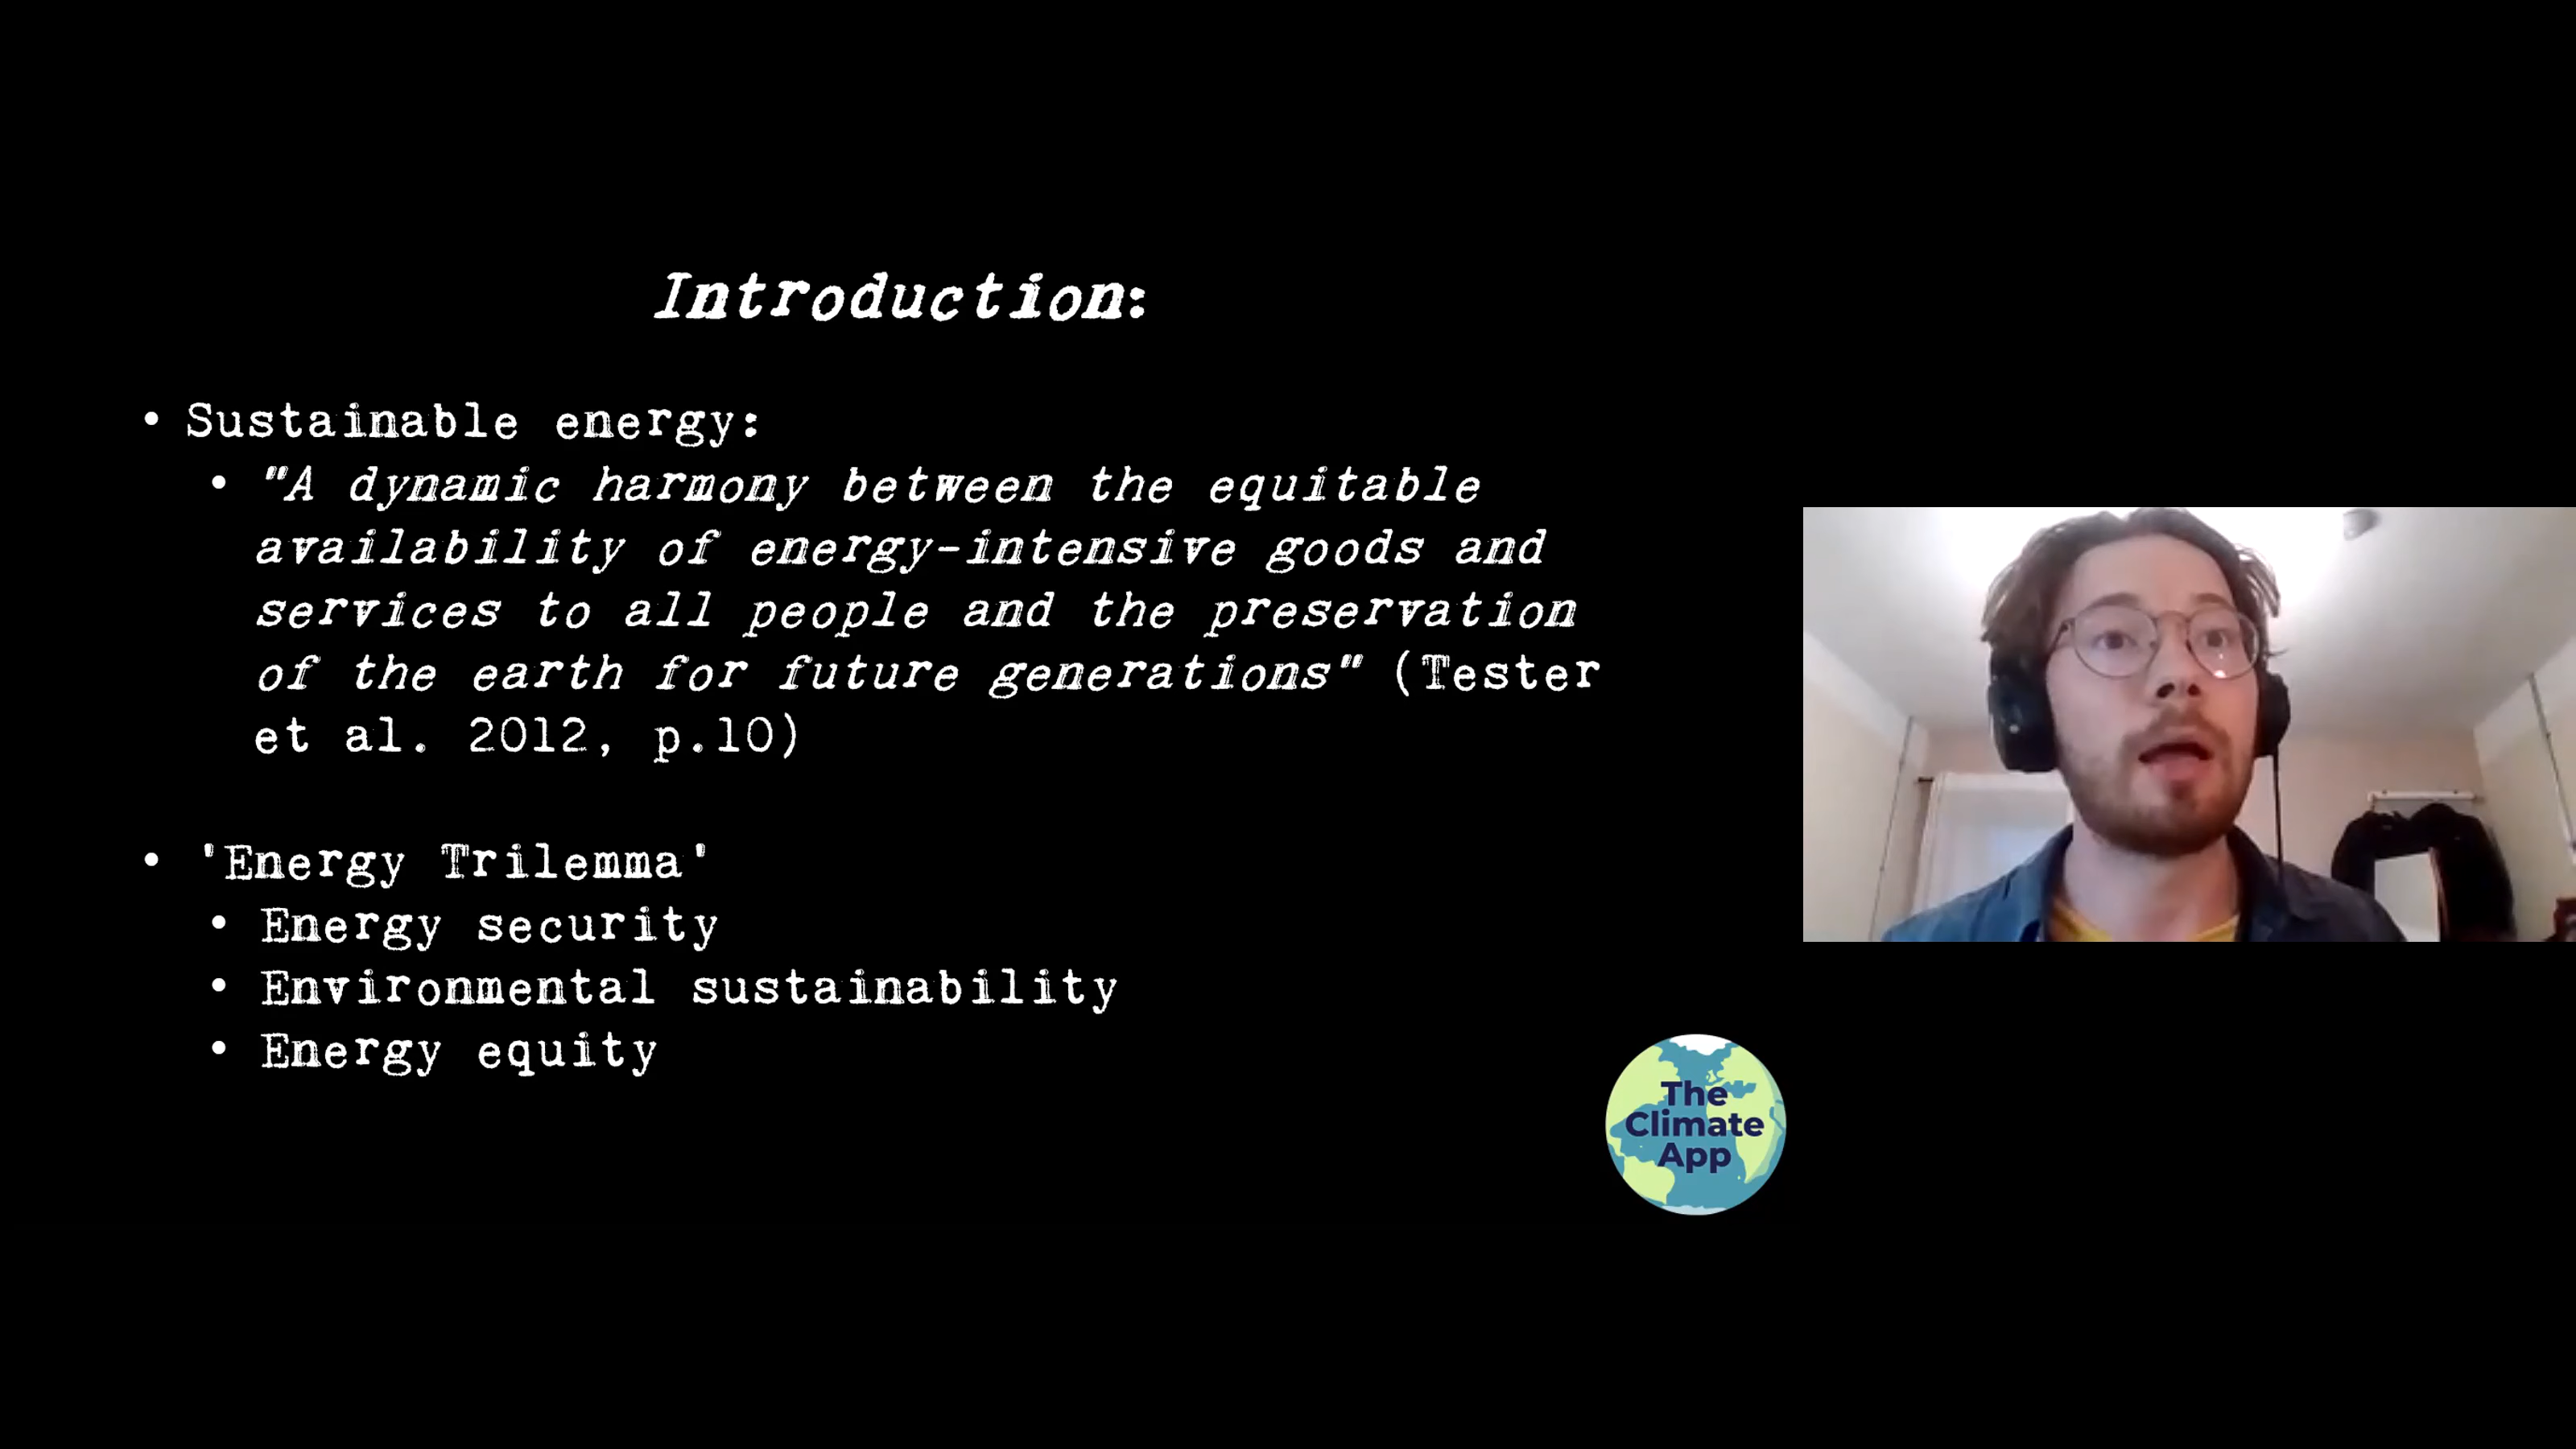 Introduction:
• Sustainable energy:
• "A dynamic harmony between the equitable
availability of energy-intensive goods and
services to all people and the preservation
of the earth for future generations" (Tester
et al. 2012, p.10)
• 'Energy Trilemma'
• Energy security
• Environmental sustainability
• Energy equity
The
Climate
App